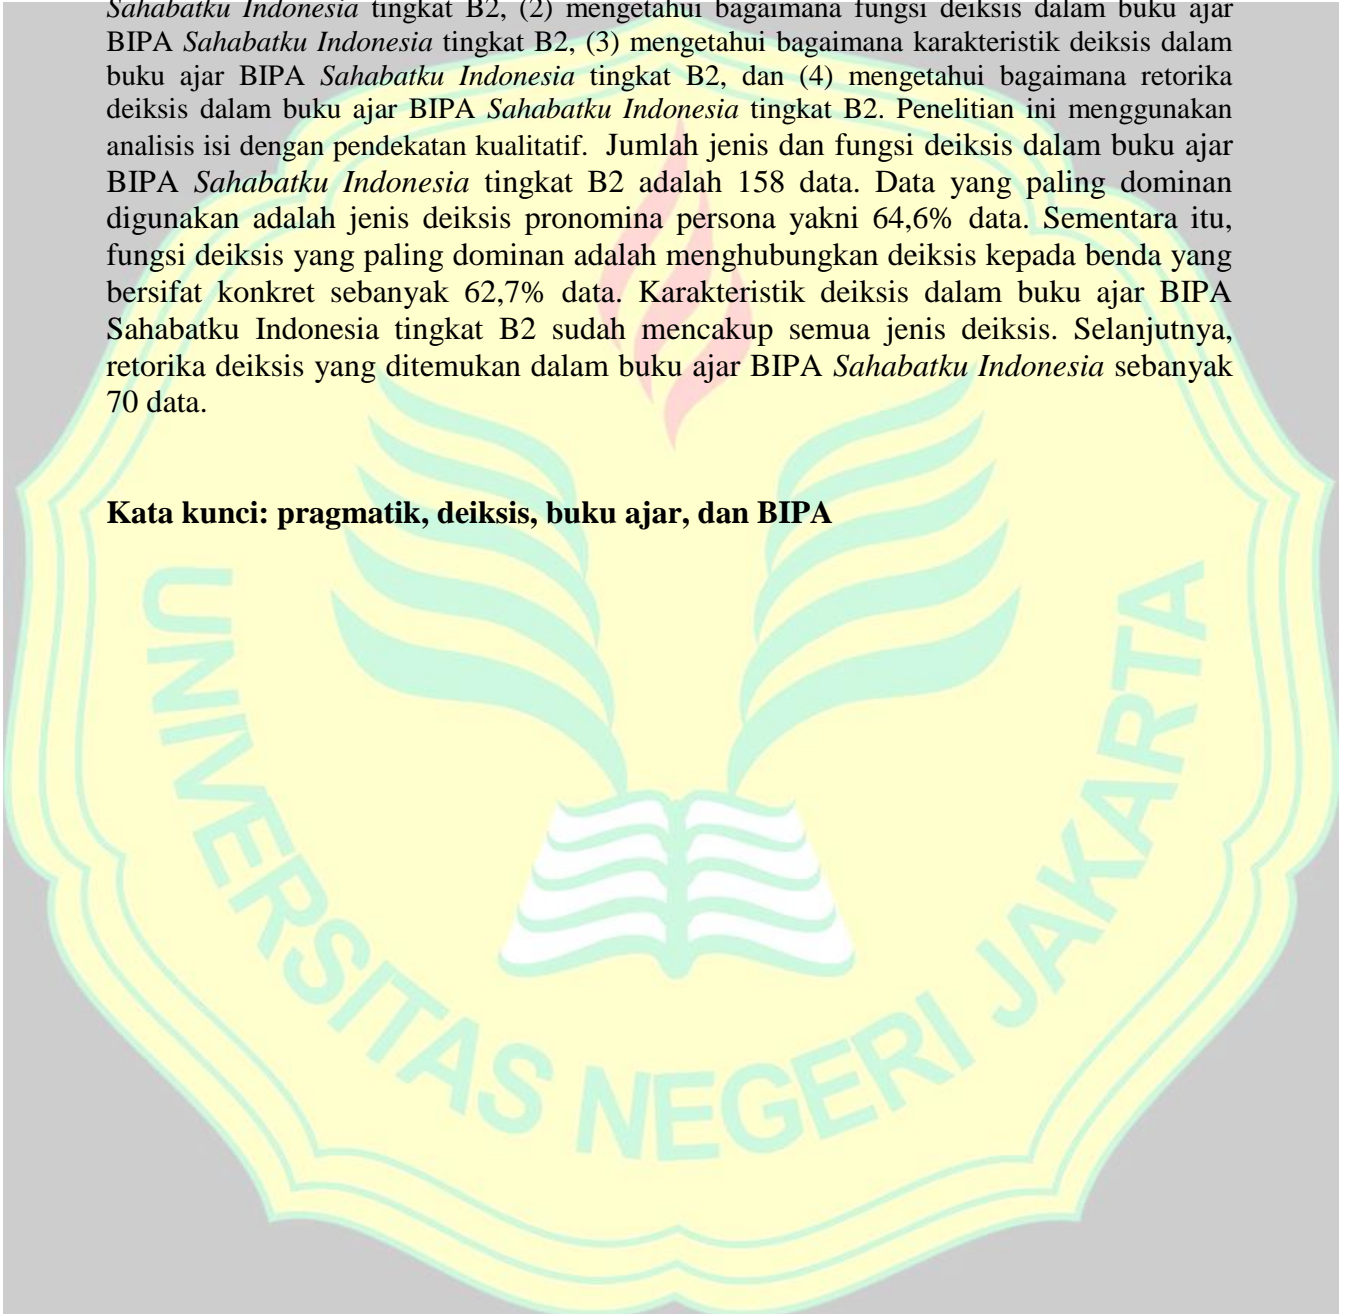 Sahabatku Indonesia tingkat B2, (2) mengetahui bagaimana fungsi deiksis dalam buku ajar
BIPA Sahabatku Indonesia tingkat B2, (3) mengetahui bagaimana karakteristik deiksis dalam
buku ajar BIPA Sahabatku Indonesia tingkat B2, dan (4) mengetahui bagaimana retorika
deiksis dalam buku ajar BIPA Sahabatku Indonesia tingkat B2. Penelitian ini menggunakan
analisis isi dengan pendekatan kualitatif. Jumlah jenis dan fungsi deiksis dalam buku ajar
BIPA Sahabatku Indonesia tingkat B2 adalah 158 data. Data yang paling dominan
digunakan adalah jenis deiksis pronomina persona yakni 64,6% data. Sementara itu,
fungsi deiksis yang paling dominan adalah menghubungkan deiksis kepada benda yang
bersifat konkret sebanyak 62,7% data. Karakteristik deiksis dalam buku ajar BIPA
Sahabatku Indonesia tingkat B2 sudah mencakup semua jenis deiksis. Selanjutnya,
retorika deiksis yang ditemukan dalam buku ajar BIPA Sahabatku Indonesia sebanyak
70 data.
Kata kunci: pragmatik, deiksis, buku ajar, dan BIPA
UNIVERSITAS NEGERI JAKARTA